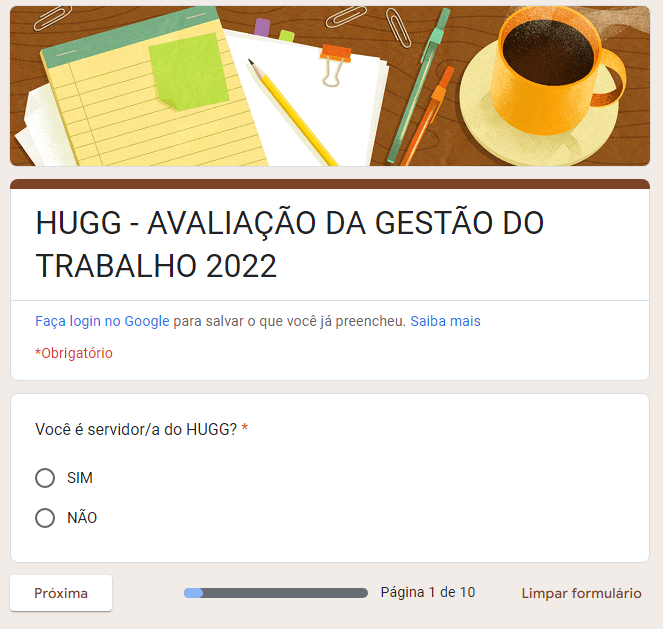 HUGG - AVALIAÇÃO DA GESTÃO DO
TRABALHO 2022
Faça login no Google para salvar o que você já preencheu. Saiba mais
*Obrigatório
Você é servidor/a do HUGG? *
SIM
NÃO
Próxima
Página 1 de 10
Limpar formulário